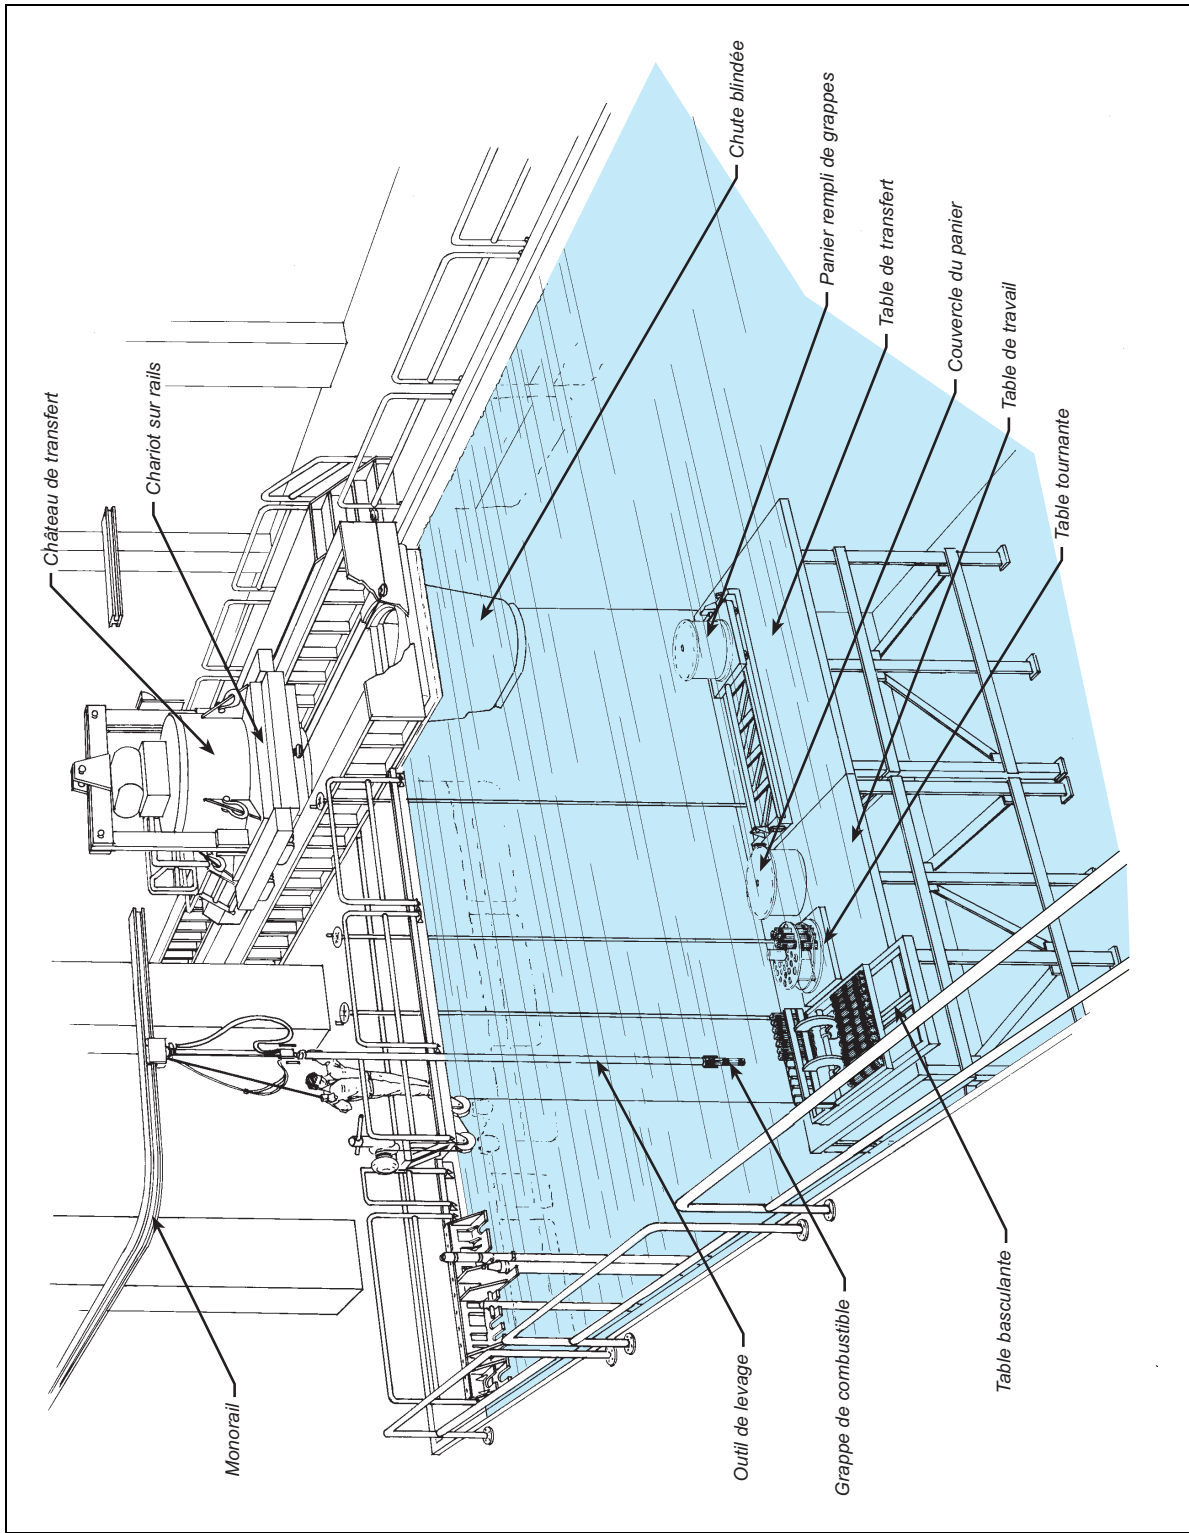 Château de transfert
Chariot sur rails
Chute blindée
Panier rempli de grappes
Table de transfert
Couvercle du panier
Table de travail
Table tournante
Monorail
Outil de levage
Grappe de combustible
Table basculante